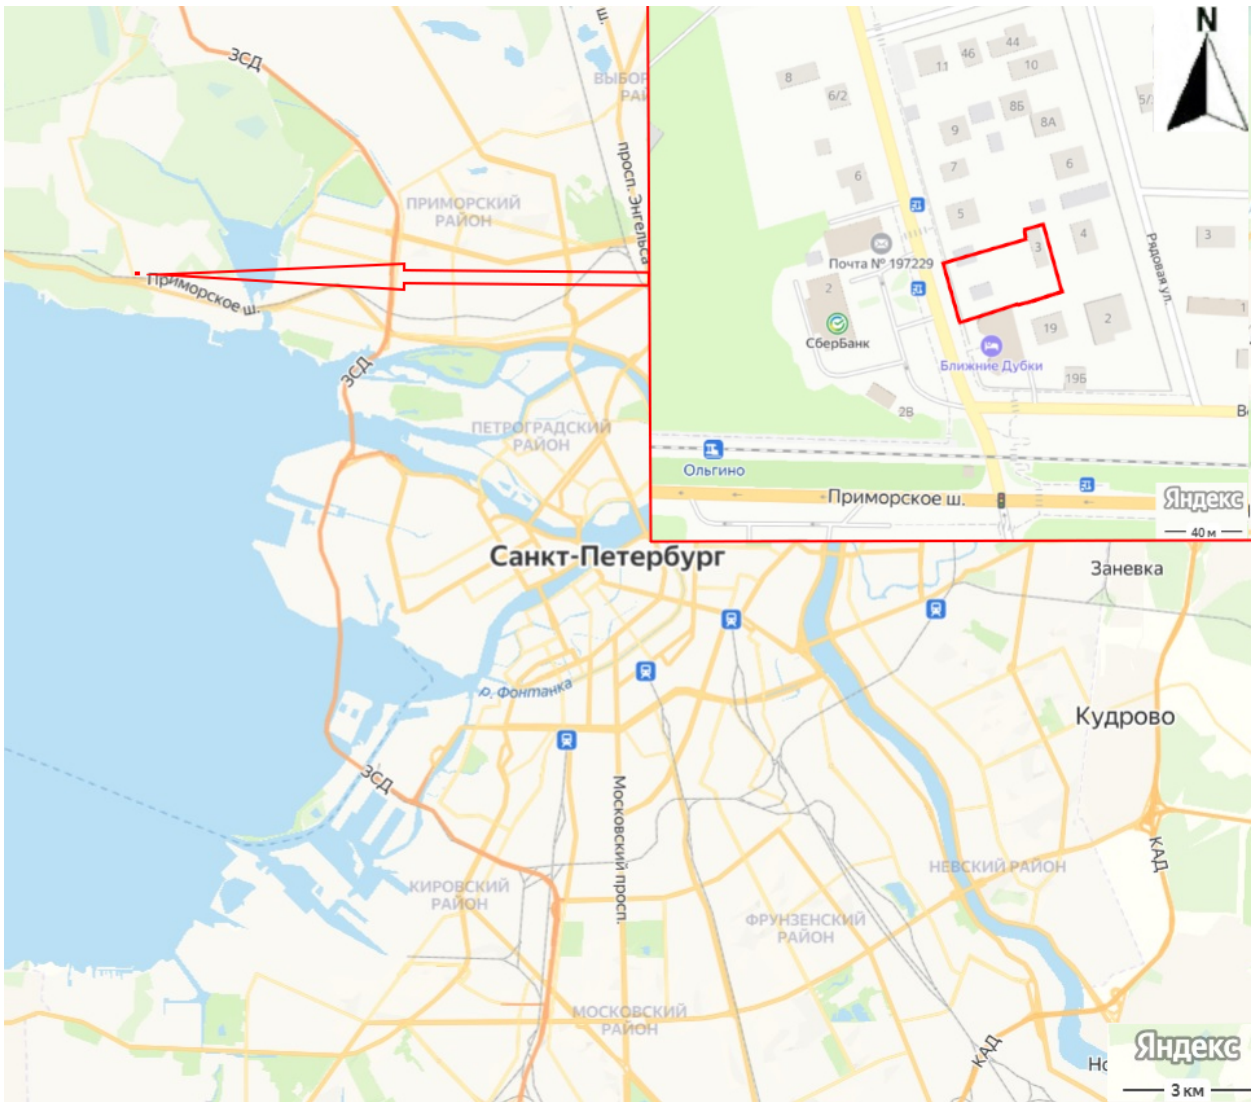 ЗСД
ш.
ВЫБОР
РАЙ
просп. Энгельса
ПРИМОРСКИЙ
РАЙОН
Приморское ш.
ЗСД
ПЕТРОГРАДСКИЙ
РАЙОН
Санкт-Петербург
р. Фонтанка
ЗСД
Московский просп.
КИРОВСКИЙ
РАЙОН
МОСКОВСКИЙ
РАЙОН
ФРУНЗЕНСКИЙ
РАЙОН
НЕВСКИЙ РАЙОН
Заневка
Кудрово
КАД
КАД
Но
Яндекс
3 км
N
44
46
11
10
8
6/2
8Б
8А
5/
9
7
6
6
5
4
3
3
Рядовая ул.
Почта № 197229
2
СберБанк
19
2
1
Ближние Дубки
19Б
2В
В
Ольгино
Приморское ш.
Яндекс
40 м